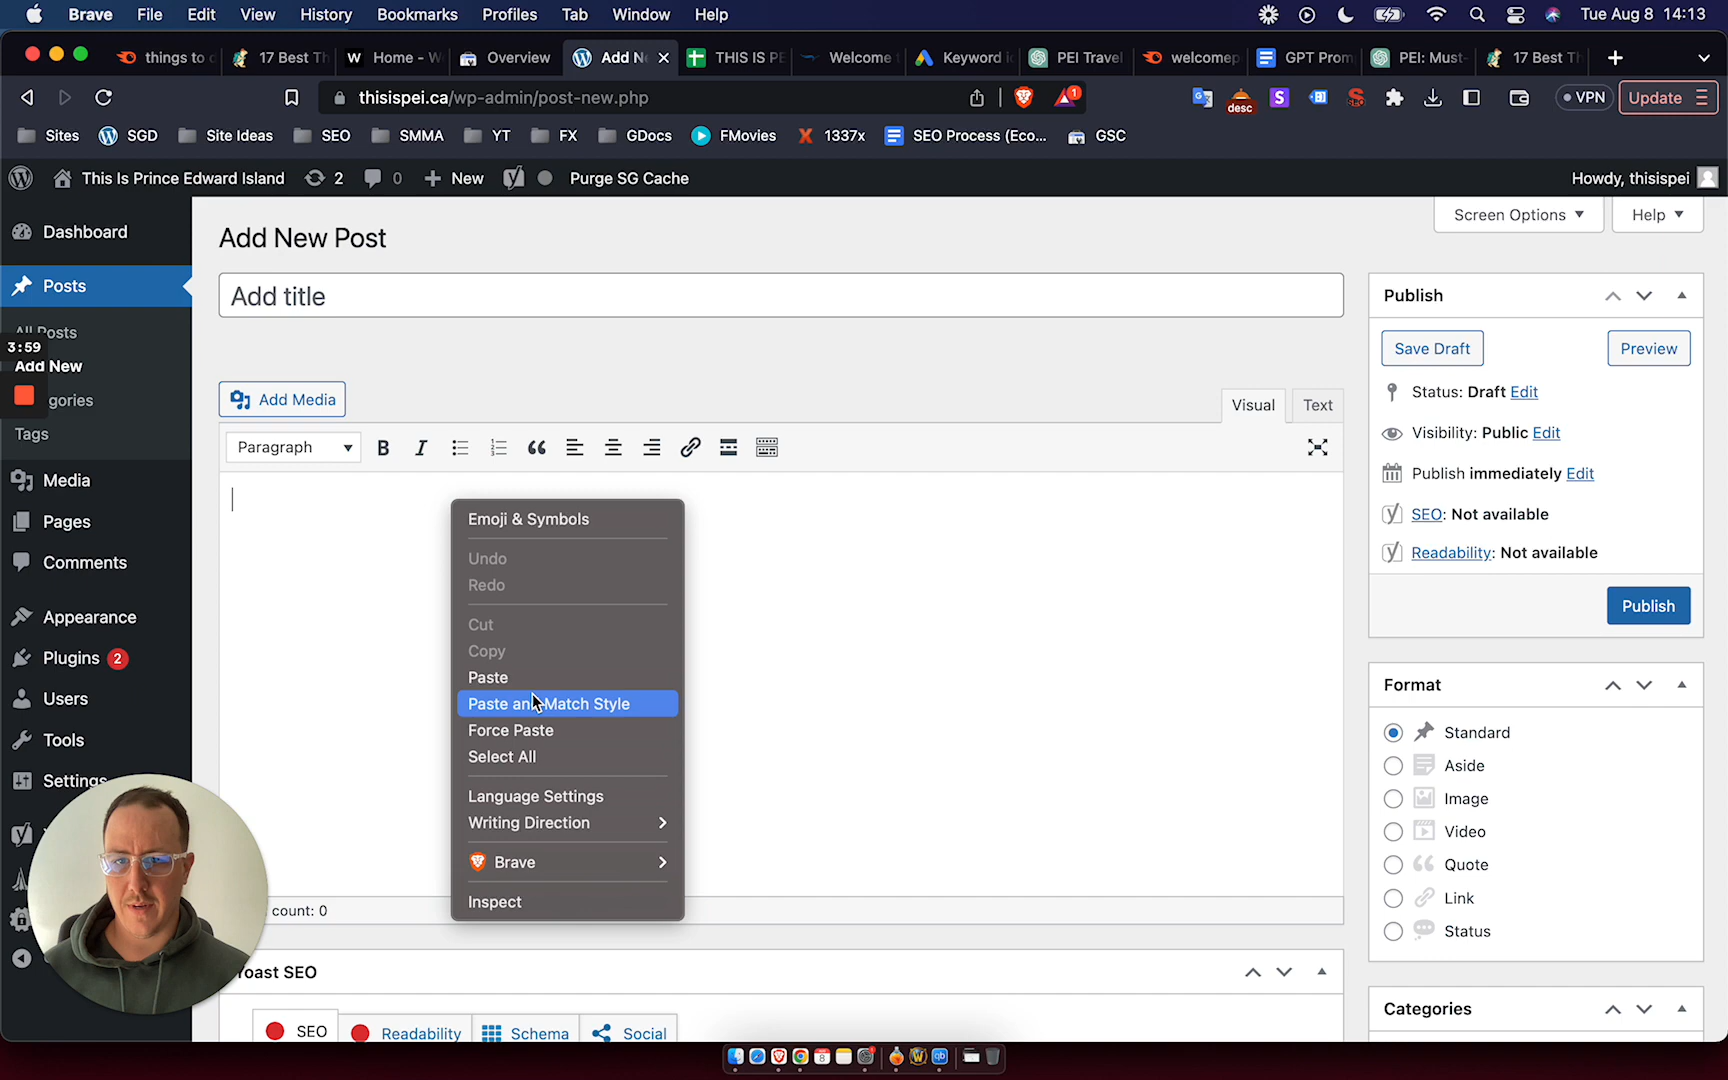 Brave File Edit View History Bookmarks Profiles Tab Window Help Tue Aug 8 14:13
things to d 17 Best Th Home - W Overview Add N THIS IS PE Welcome t Keyword i PEI Travel welcomep GPT Prom PEI: Must- 17 Best Th
thisispei.ca/wp-admin/post-new.php 1 desc VPN Update
Sites SGD Site Ideas SEO SMMA YT FX GDocs FMovies 1337x SEO Process (Eco... GSC
This Is Prince Edward Island 2 0 New Purge SG Cache Howdy, thisispei
Screen Options Help
Dashboard
Add New Post
Posts
Add title
Publish
All Posts
3:59
Save Draft Preview
Add New
Status: Draft Edit
gories
Add Media
Visual Text
Tags
Visibility: Public Edit
Paragraph B I
Publish immediately Edit
Media
Pages
SEO: Not available
Comments
Readability: Not available
Appearance
Publish
Plugins 2
Users
Format
Tools
Standard
Settings
Aside
Image
Video
Quote
Link
Status
Emoji & Symbols
Undo
Redo
Cut
Copy
Paste
Paste and Match Style
Force Paste
Select All
Language Settings
Writing Direction
Brave
Inspect
count: 0
oast SEO
Categories
SEO Readability Schema Social